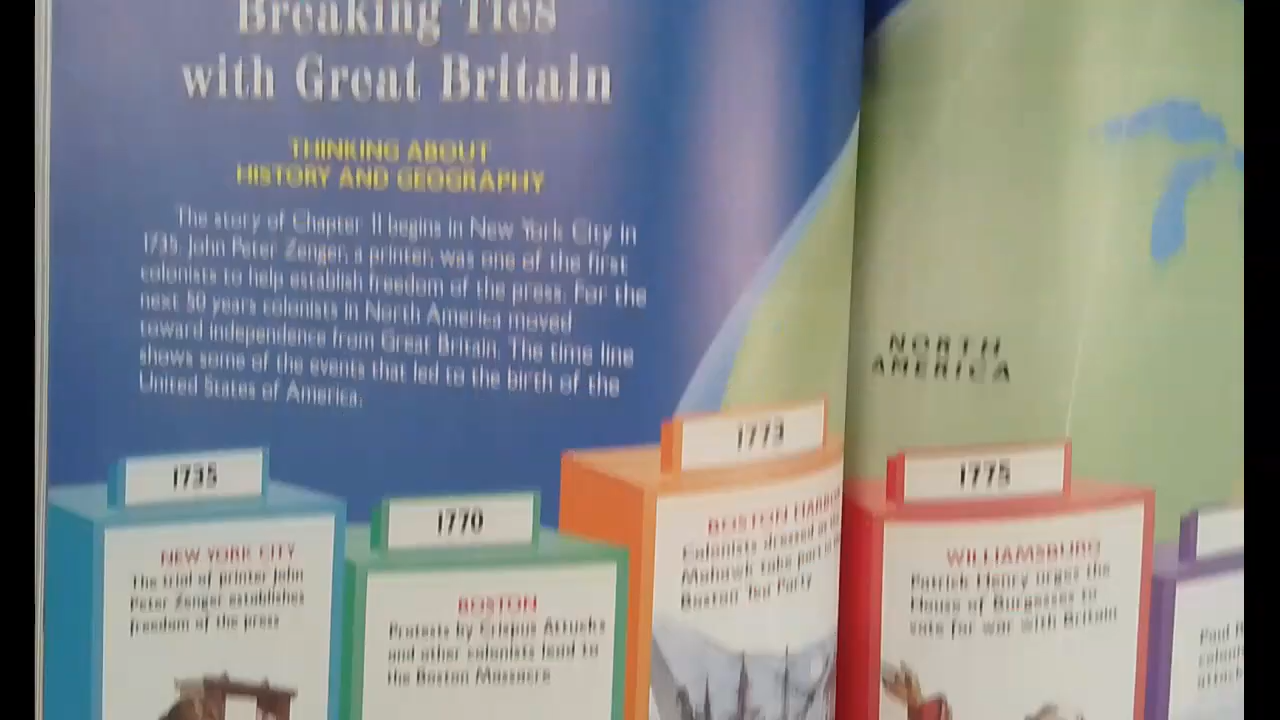 Breaking Ties
with Great Britain
THINKING ABOUT
HISTORY AND GEOGRAPHY
The story of Chapter 11 begins in New York City in
1735. John Peter Zenger, a printer, was one of the first
colonists to help establish freedom of the press. For the
next 50 years colonists in North America moved
toward independence from Great Britain. The time line
shows some of the events that led to the birth of the
United States of America.
NORTH
AMERICA
1735
NEW YORK CITY
The trial of printer John
Peter Zenger establishes
freedom of the press
1770
BOSTON
Protests by Crispus Attucks
and other colonists lead to
the Boston Massacre
1773
BOSTON HARBOR
Colonists dressed as
Mohawk take part in
Boston Tea Party
1775
WILLIAMSBURG
Patrick Henry urges the
House of Burgesses to
vote for war with Britain
Paul